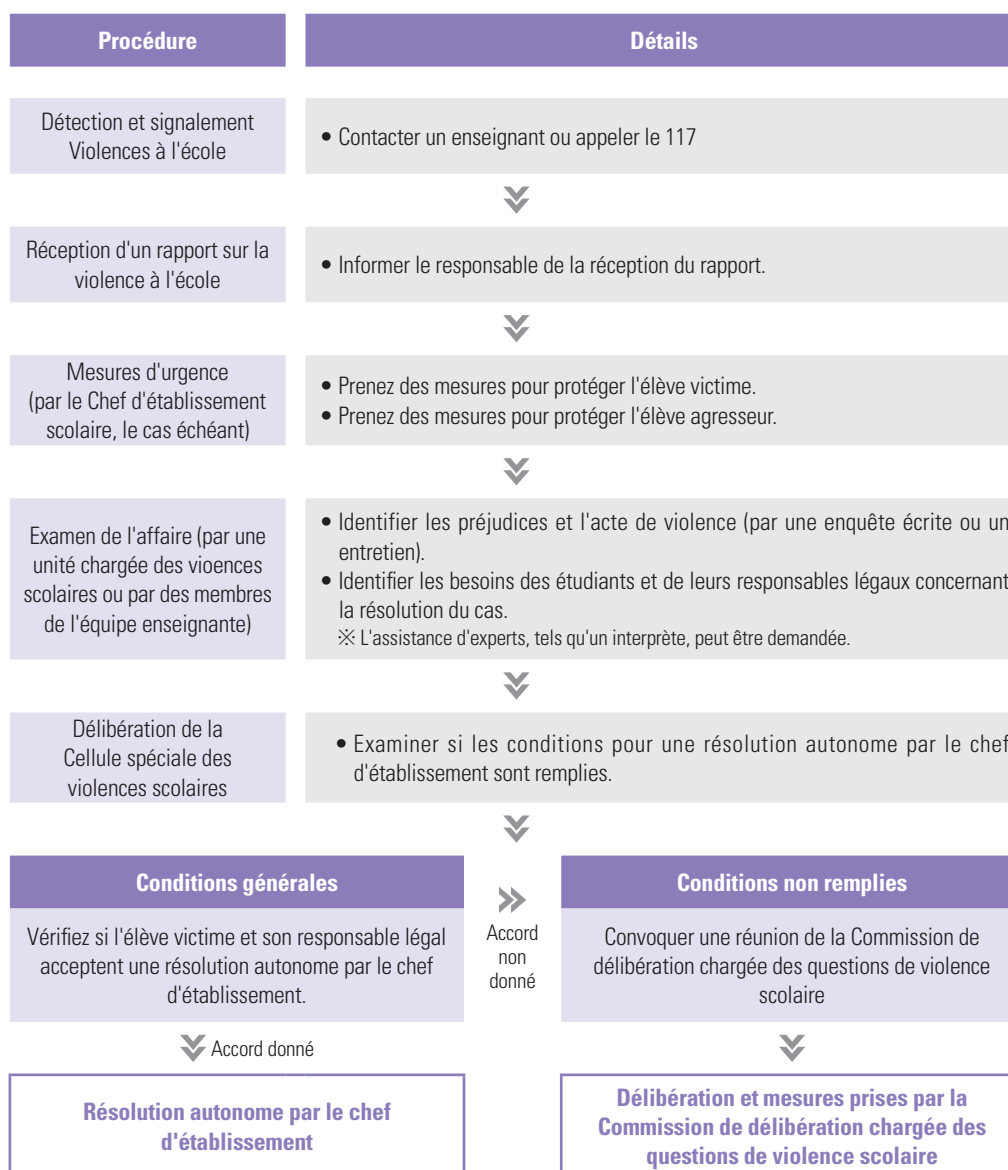 Procédure
Détails
Détection et signalement
Violences à l'école
• Contacter un enseignant ou appeler le 117
Réception d'un rapport sur la
violence à l'école
• Informer le responsable de la réception du rapport.
Mesures d'urgence
(par le Chef d'établissement
scolaire, le cas échéant)
• Prenez des mesures pour protéger l'élève victime.
• Prenez des mesures pour protéger l'élève agresseur.
Examen de l'affaire (par une
unité chargée des vioences
scolaires ou par des membres
de l'équipe enseignante)
• Identifier les préjudices et l'acte de violence (par une enquête écrite ou un
entretien).
• Identifier les besoins des étudiants et de leurs responsables légaux concernant
la résolution du cas.
※ L'assistance d'experts, tels qu'un interprète, peut être demandée.
Délibération de la
Cellule spéciale des
violences scolaires
• Examiner si les conditions pour une résolution autonome par le chef
d'établissement sont remplies.
Conditions générales
Vérifiez si l'élève victime et son responsable légal
acceptent une résolution autonome par le chef
d'établissement.
Accord
non
donné
Conditions non remplies
Convoquer une réunion de la Commission de
délibération chargée des questions de violence
scolaire
Accord donné
Résolution autonome par le chef
d'établissement
Délibération et mesures prises par la
Commission de délibération chargée des
questions de violence scolaire